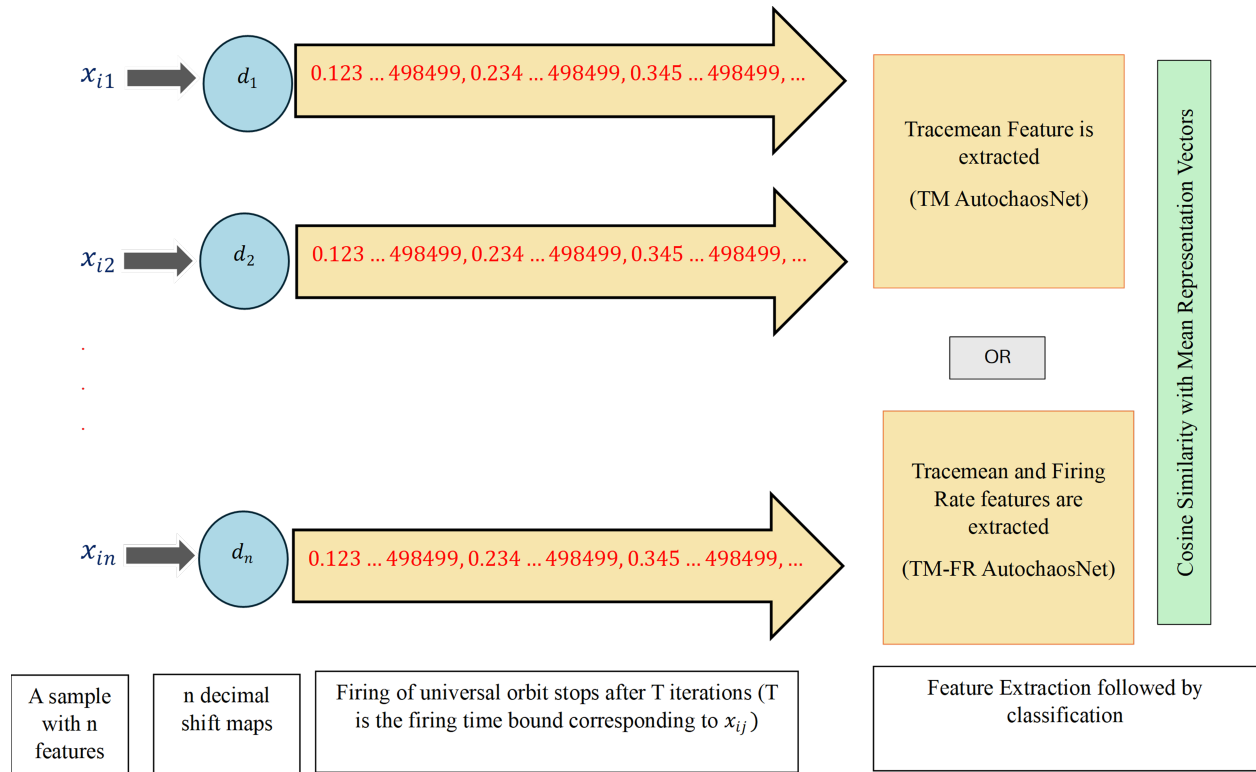 x_{i1}
d_1
0.123 ... 498499, 0.234 ... 498499, 0.345 ... 498499, ...
x_{i2}
d_2
0.123 ... 498499, 0.234 ... 498499, 0.345 ... 498499, ...
.
.
.
x_{in}
d_n
0.123 ... 498499, 0.234 ... 498499, 0.345 ... 498499, ...
Tracemean Feature is
extracted
(TM AutochaosNet)
OR
Tracemean and Firing
Rate features are
extracted
(TM-FR AutochaosNet)
Cosine Similarity with Mean Representation Vectors
A sample
with n
features
n decimal
shift maps
Firing of universal orbit stops after T iterations (T
is the firing time bound corresponding to x_{ij})
Feature Extraction followed by
classification